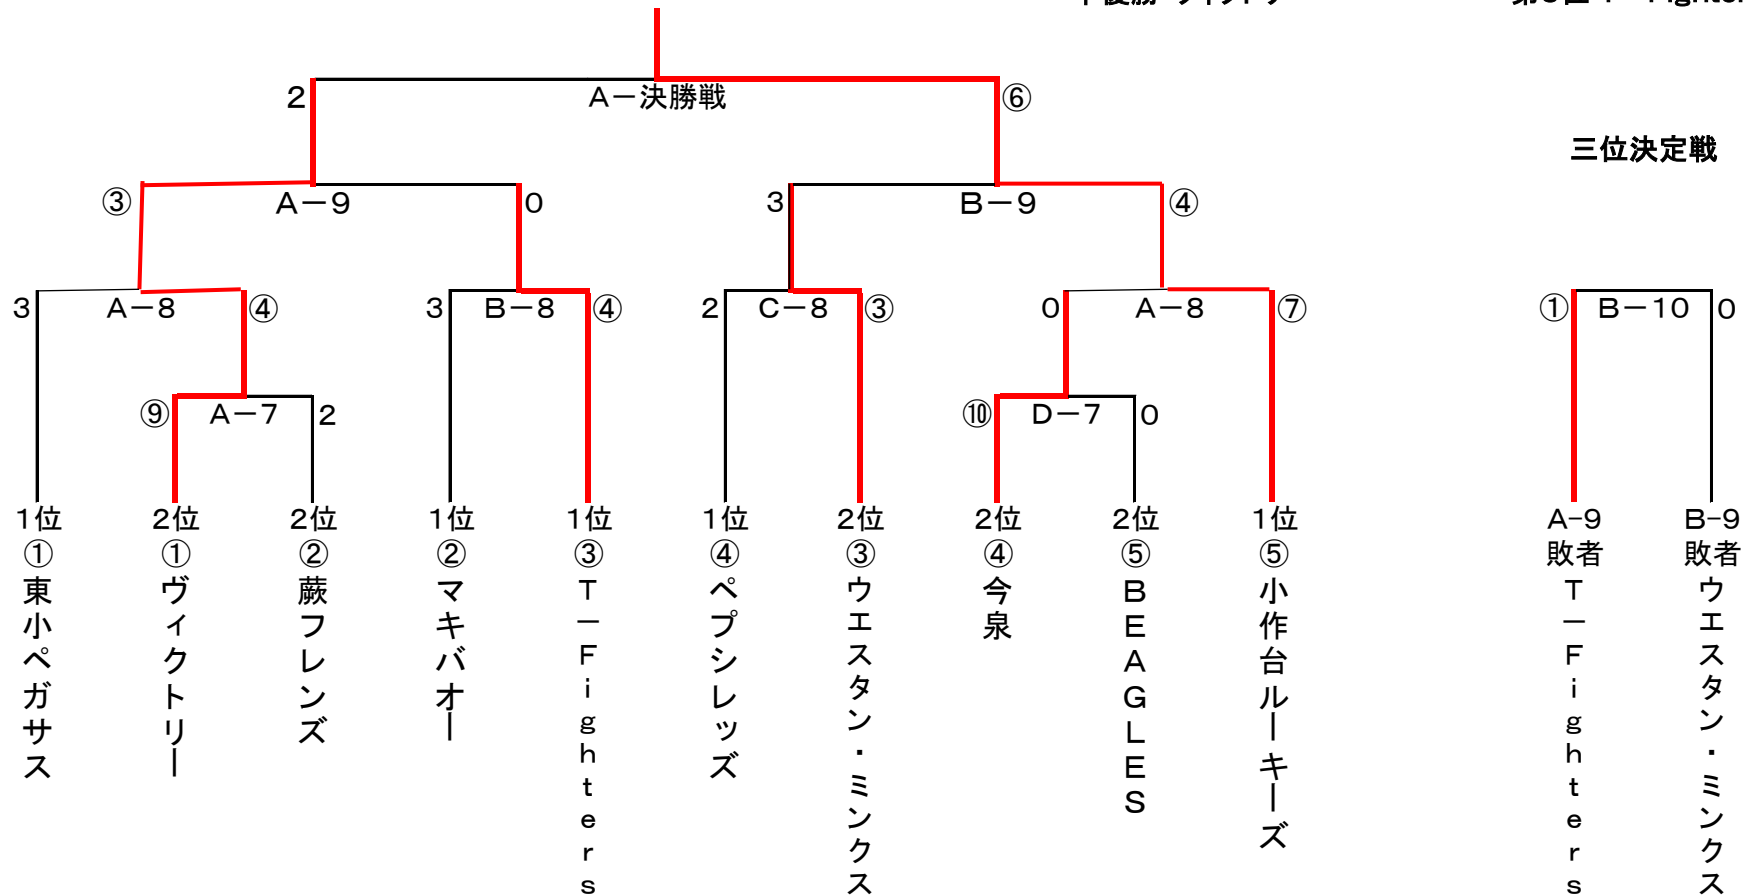 2
A－決勝戦
⑥
三位決定戦
③
A－9
0
3
B－9
④
3
A－8
④
3
B－8
④
2
C－8
③
0
A－8
⑦
①
B－10
0
⑨
A－7
2
⑩
D－7
0
1位
①
東小ペガサス
2位
①
ヴィクトリー
2位
②
蕨フレンズ
1位
②
マキバオー
1位
③
T－Fighters
1位
④
ペプシレッズ
2位
③
ウエスタン・ミンクス
2位
④
今泉
2位
⑤
BEAGLES
1位
⑤
小作台ルーキーズ
A-9
敗者
T－Fighters
B-9
敗者
ウエスタン・ミンクス